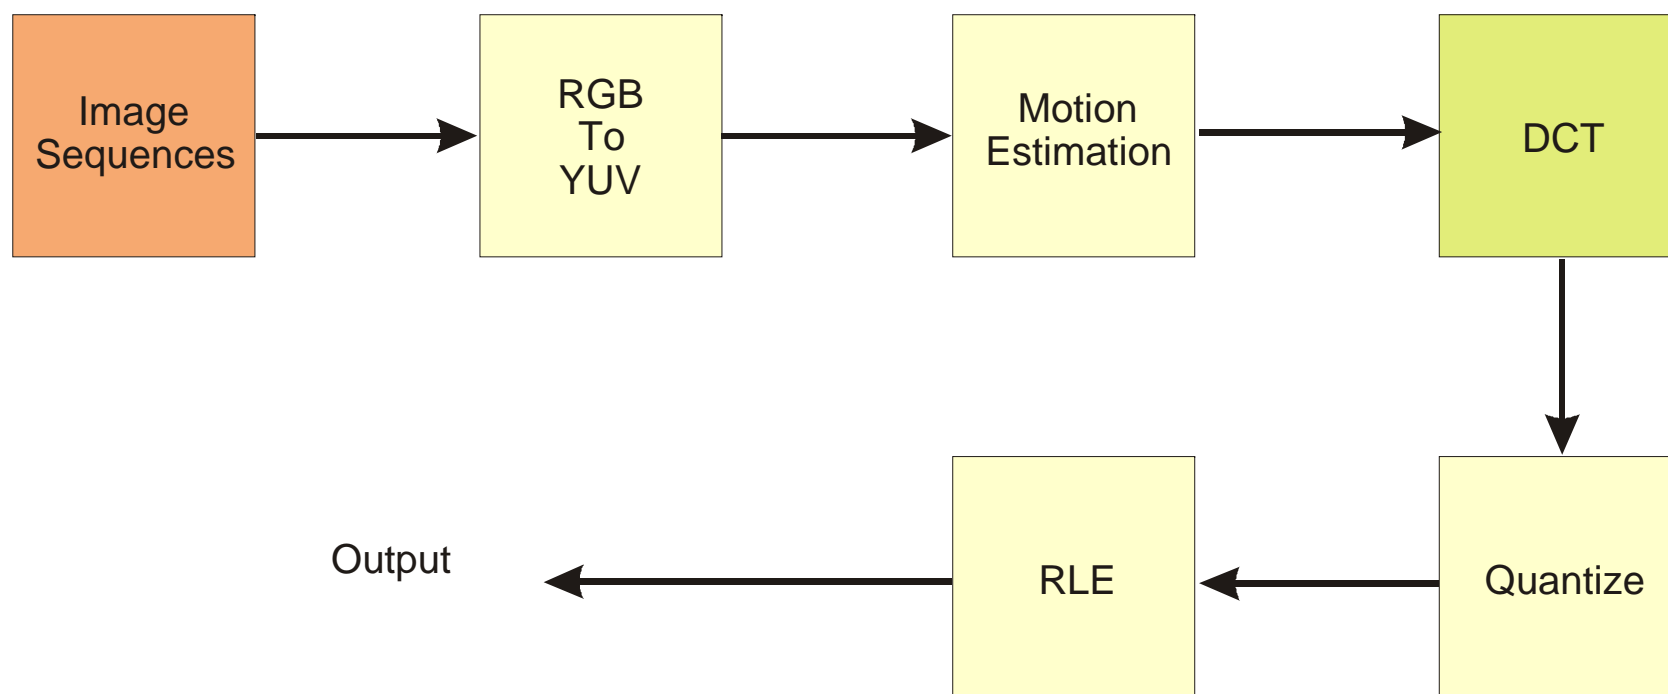 Image
Sequences
RGB
To
YUV
Motion
Estimation
DCT
Output
RLE
Quantize